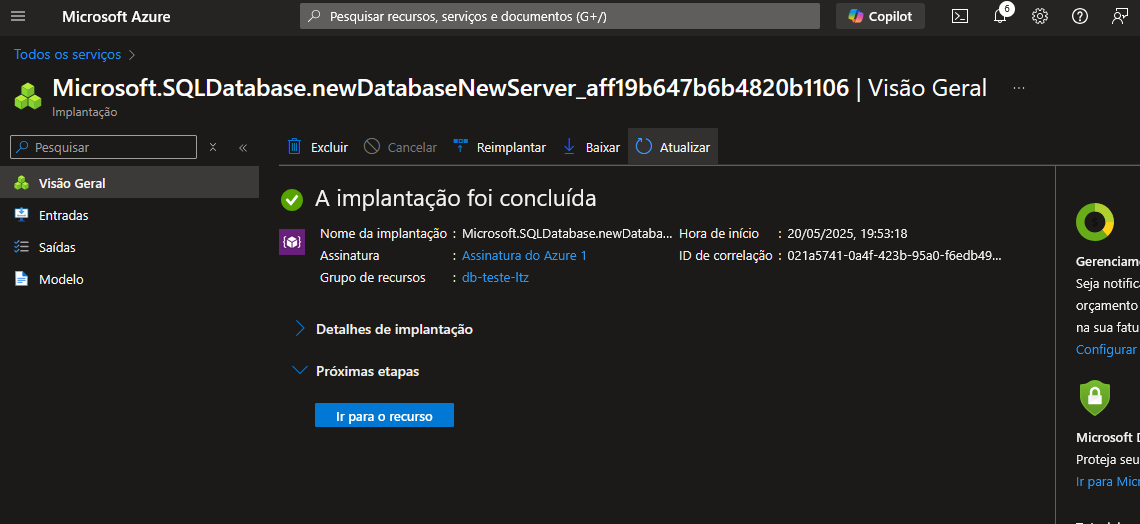 Microsoft Azure
Pesquisar recursos, serviços e documentos (G+/)
Copilot
6
Todos os serviços
Microsoft.SQLDatabase.newDatabaseNewServer_aff19b647b6b4820b1106 | Visão Geral ...
Implantação
Pesquisar
Excluir
Cancelar
Reimplantar
Baixar
Atualizar
Visão Geral
Entradas
Saídas
Modelo
A implantação foi concluída
Nome da implantação : Microsoft.SQLDatabase.newDataba... Hora de início : 20/05/2025, 19:53:18
Assinatura : Assinatura do Azure 1 ID de correlação : 021a5741-0a4f-423b-95a0-f6edb49...
Grupo de recursos : db-teste-ltz
Detalhes de implantação
Próximas etapas
Ir para o recurso
Gerenciam
Seja notific
orçamento
na sua fatu
Configurar
Microsoft D
Proteja seu
Ir para Micr